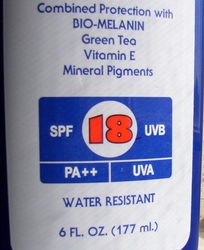 Combined Protection with
BIO-MELANIN
Green Tea
Vitamin E
Mineral Pigments
SPF 18 UVB
PA++ UVA
WATER RESISTANT
6 FL. OZ. (177 ml.)